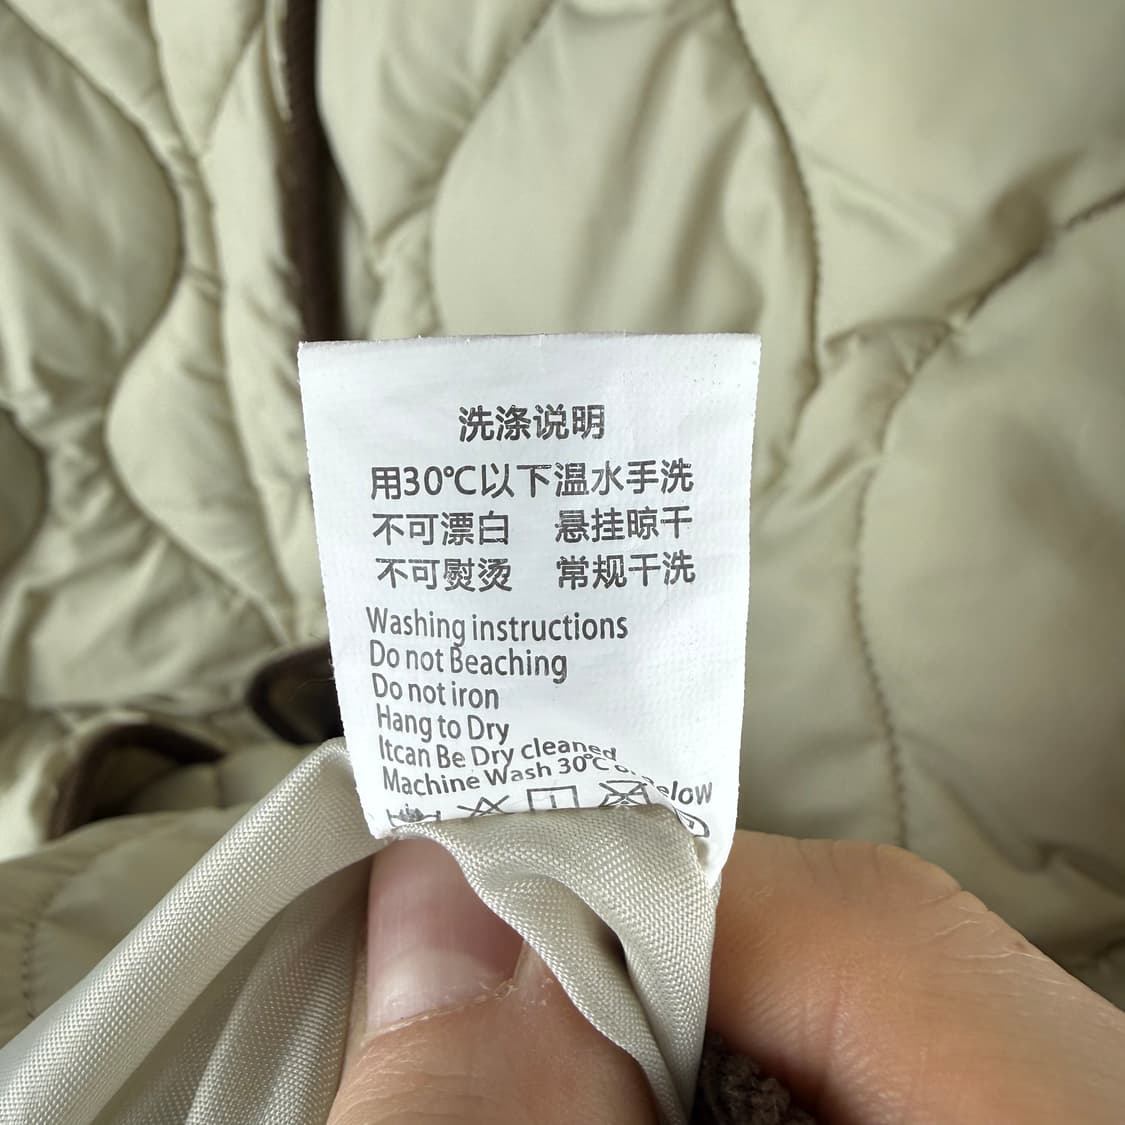 洗涤说明
用30℃以下温水手洗
不可漂白 悬挂晾干
不可熨烫 常规干洗
Washing instructions
Do not Beaching
Do not iron
Hang to Dry
Itcan Be Dry cleaned
Machine Wash 30℃ or below